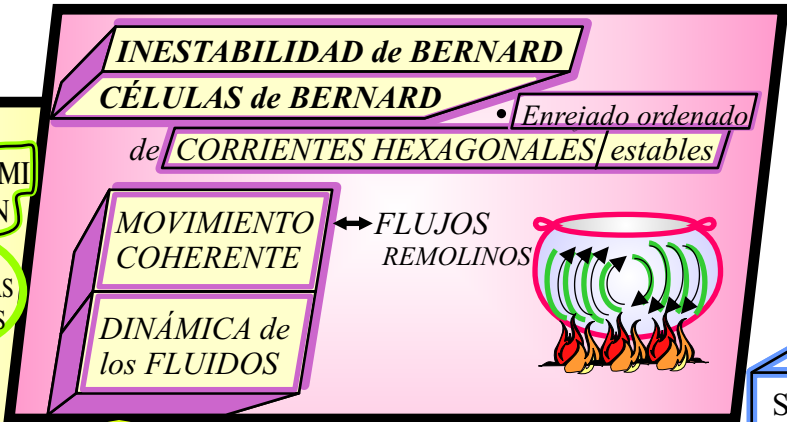 INESTABILIDAD de BERNARD
CÉLULAS de BERNARD
• Enrejado ordenado
de CORRIENTES HEXAGONALES estables
MOVIMIENTO ↔ FLUJOS
COHERENTE REMOLINOS
DINÁMICA de
los FLUIDOS
MI
N
S
S
S